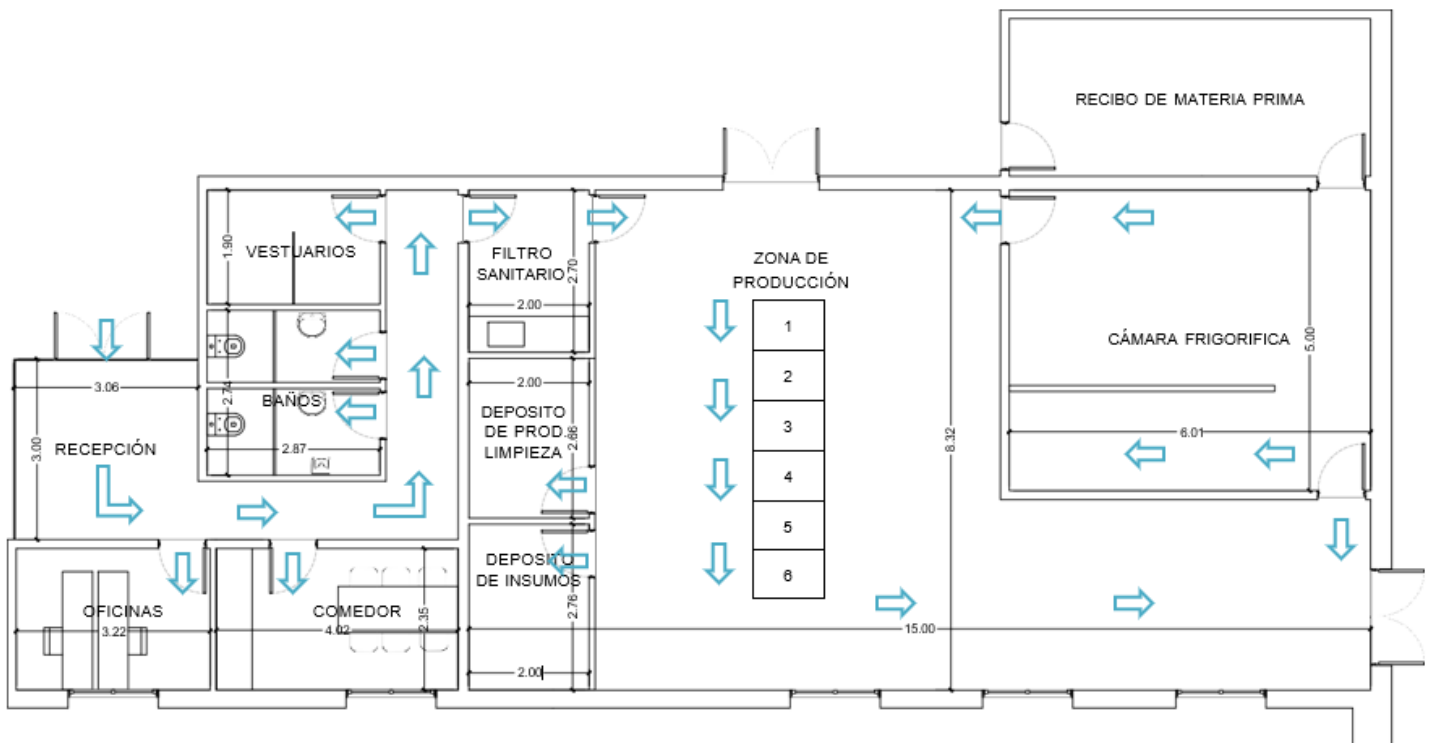 RECIBO DE MATERIA PRIMA
VESTUARIOS
1.90
FILTRO
SANITARIO
2.70
2.00
ZONA DE
PRODUCCIÓN
1
2
3
4
5
6
8.32
CÁMARA FRIGORIFICA
5.00
6.01
3.06
RECEPCIÓN
3.00
BAÑOS
2.74
2.87
2.00
DEPOSITO
DE PROD.
LIMPIEZA
2.66
DEPOSITO
DE INSUMOS
2.76
2.00
15.00
OFICINAS
3.22
COMEDOR
4.02
2.35